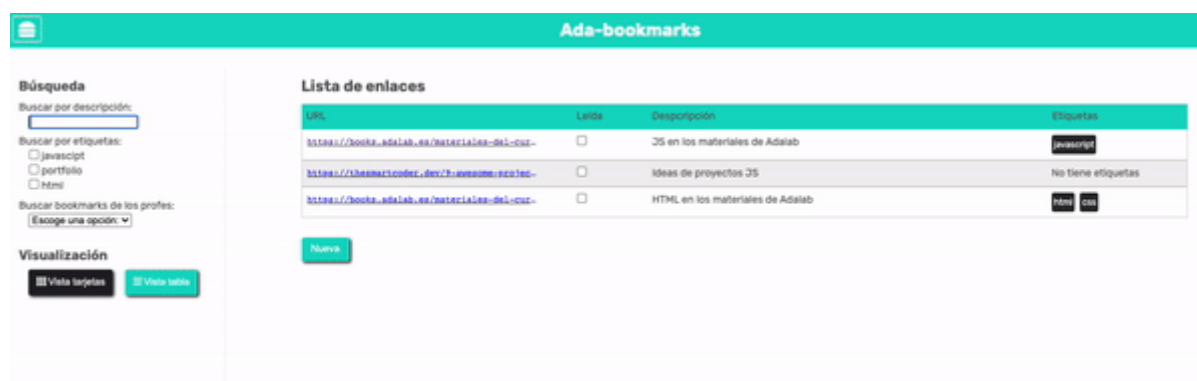 Ada-bookmarks
Búsqueda
Buscar por descripción:
Buscar por etiquetas:
javascipt
portfolio
html
Buscar bookmarks de los profes:
Escoge una opción:
Visualización
Vista tarjetas
Vista tabla
Lista de enlaces
URL Leída Despcripción Etiquetas
https://books.adalab.es/materiales-del-cur… JS en los materiales de Adalab javascript
https://thesmartcoder.dev/9-awesome-projec… Ideas de proyectos JS No tiene etiquetas
https://books.adalab.es/materiales-del-cur… HTML en los materiales de Adalab html css
Nueva